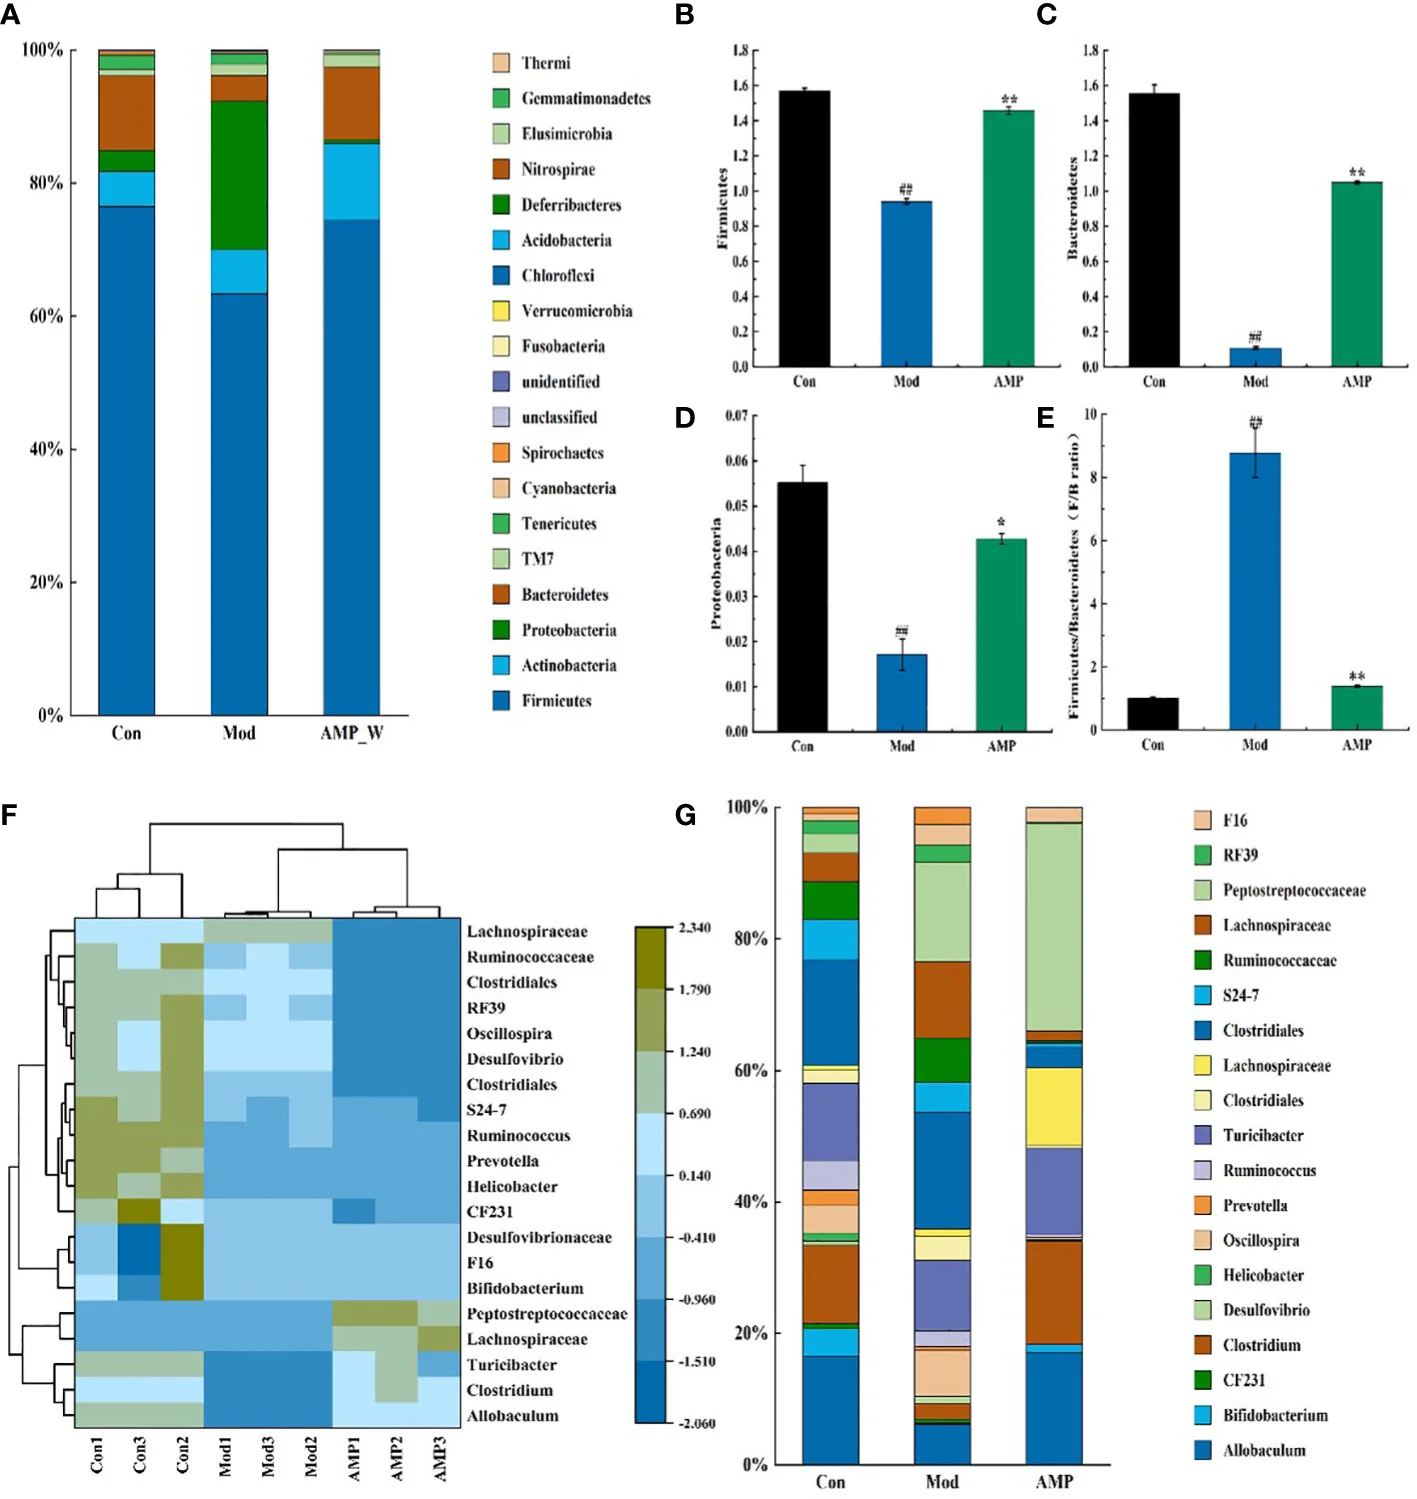 A
100%
80%
60%
40%
20%
0%
Con
Mod
AMP_W
Thermi
Gemmatimonadetes
Elusimicrobia
Nitrospirae
Deferribacteres
Acidobacteria
Chloroflexi
Verrucomicrobia
Fusobacteria
unidentified
unclassified
Spirochaetes
Cyanobacteria
Tenericutes
TM7
Bacteroidetes
Proteobacteria
Actinobacteria
Firmicutes
B
Firmicutes
1.8
1.6
1.4
1.2
1.0
0.8
0.6
0.4
0.2
0.0
##
**
Con
Mod
AMP
C
Bacteroidetes
1.8
1.6
1.4
1.2
1.0
0.8
0.6
0.4
0.2
0.0
##
**
Con
Mod
AMP
D
Proteobacteria
0.07
0.06
0.05
0.04
0.03
0.02
0.01
0.00
##
*
Con
Mod
AMP
E
Firmicutes/Bacteroidetes（F/B ratio）
10
8
6
4
2
0
##
**
Con
Mod
AMP
F
Lachnospiraceae
Ruminococcaceae
Clostridiales
RF39
Oscillospira
Desulfovibrio
Clostridiales
S24-7
Ruminococcus
Prevotella
Helicobacter
CF231
Desulfovibrionaceae
F16
Bifidobacterium
Peptostreptococcaceae
Lachnospiraceae
Turicibacter
Clostridium
Allobaculum
Con1
Con3
Con2
Mod1
Mod3
Mod2
AMP1
AMP2
AMP3
2.340
1.790
1.240
0.690
0.140
-0.410
-0.960
-1.510
-2.060
G
100%
80%
60%
40%
20%
0%
Con
Mod
AMP
F16
RF39
Peptostreptococcaceae
Lachnospiraceae
Ruminococcaceae
S24-7
Clostridiales
Lachnospiraceae
Clostridiales
Turicibacter
Ruminococcus
Prevotella
Oscillospira
Helicobacter
Desulfovibrio
Clostridium
CF231
Bifidobacterium
Allobaculum